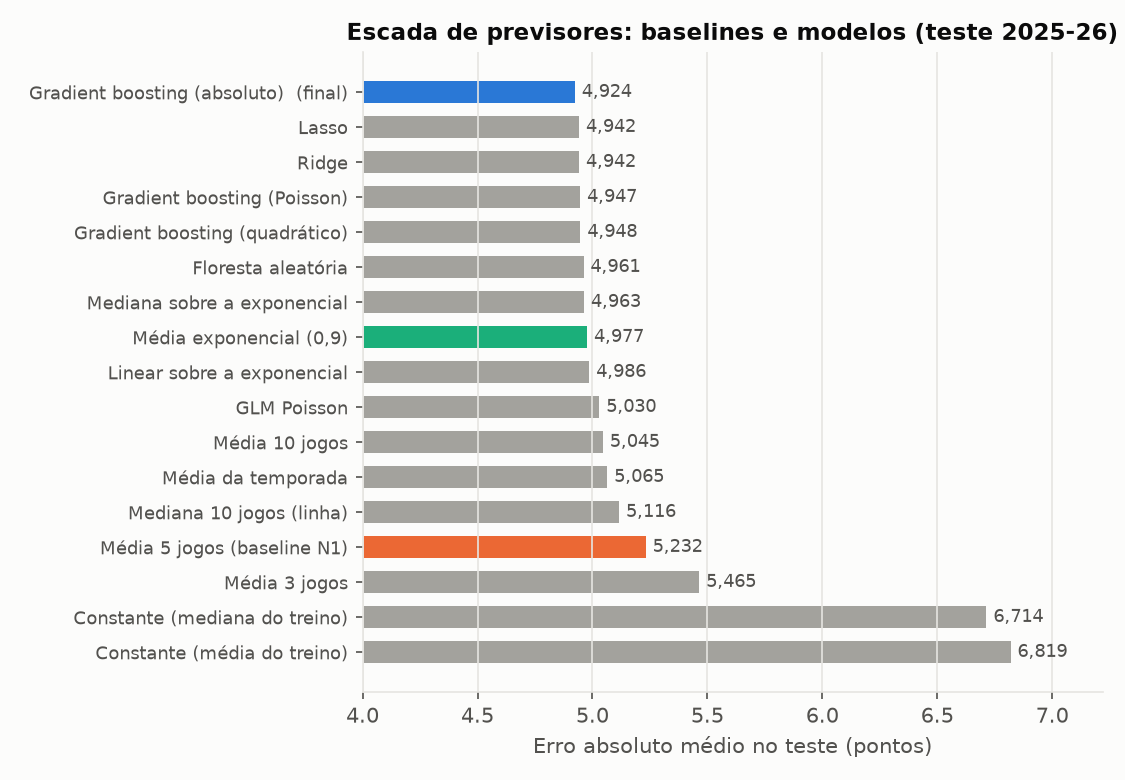 Escada de previsores: baselines e modelos (teste 2025-26)
Gradient boosting (absoluto)  (final) 4,924
Lasso 4,942
Ridge 4,942
Gradient boosting (Poisson) 4,947
Gradient boosting (quadrático) 4,948
Floresta aleatória 4,961
Mediana sobre a exponencial 4,963
Média exponencial (0,9) 4,977
Linear sobre a exponencial 4,986
GLM Poisson 5,030
Média 10 jogos 5,045
Média da temporada 5,065
Mediana 10 jogos (linha) 5,116
Média 5 jogos (baseline N1) 5,232
Média 3 jogos 5,465
Constante (mediana do treino) 6,714
Constante (média do treino) 6,819
4.0 4.5 5.0 5.5 6.0 6.5 7.0
Erro absoluto médio no teste (pontos)